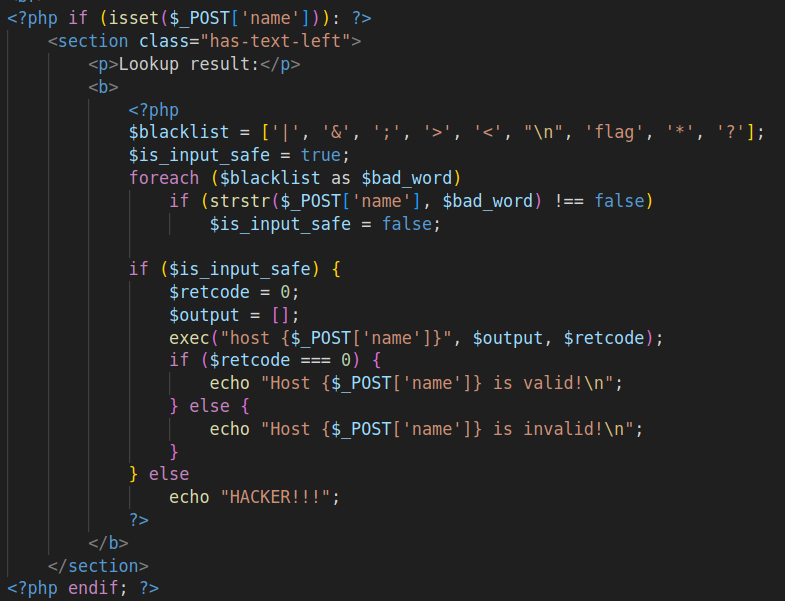 <?php if (isset($_POST['name'])): ?>
<section class="has-text-left">
<p>Lookup result:</p>
<b>
<?php
$blacklist = ['|', '&', ';', '>', '<', "\n", 'flag', '*', '?'];
$is_input_safe = true;
foreach ($blacklist as $bad_word)
if (strstr($_POST['name'], $bad_word) !== false)
$is_input_safe = false;
if ($is_input_safe) {
$retcode = 0;
$output = [];
exec("host {$_POST['name']}", $output, $retcode);
if ($retcode === 0) {
echo "Host {$_POST['name']} is valid!\n";
} else {
echo "Host {$_POST['name']} is invalid!\n";
}
} else
echo "HACKER!!!";
?>
</b>
</section>
<?php endif; ?>